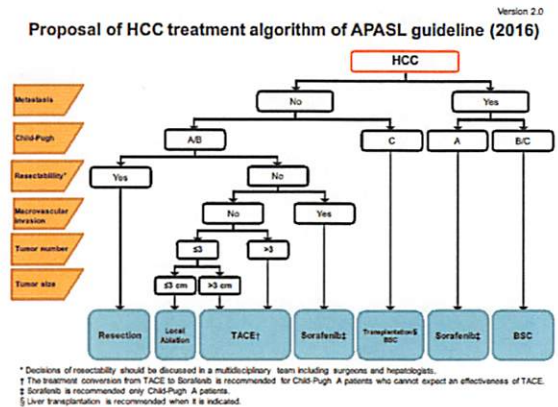 Version 2.0
Proposal of HCC treatment algorithm of APASL guideline (2016)
HCC
Metastasis
No
Yes
Child-Pugh
A/B
C
A
B/C
Resectability*
Yes
No
Macrovascular
invasion
No
Yes
Tumor number
≤3
>3
Tumor size
≤3 cm
>3 cm
Resection
Local
Ablation
TACE†
Sorafenib‡
Transplantation§
BSC
Sorafenib‡
BSC
* Decisions of resectability should be discussed in a multidisciplinary team including surgeons and hepatologists.
† The treatment conversion from TACE to Sorafenib is recommended for Child-Pugh A patients who cannot expect an effectiveness of TACE.
‡ Sorafenib is recommended only Child-Pugh A patients.
§ Liver transplantation is recommended when it is indicated.